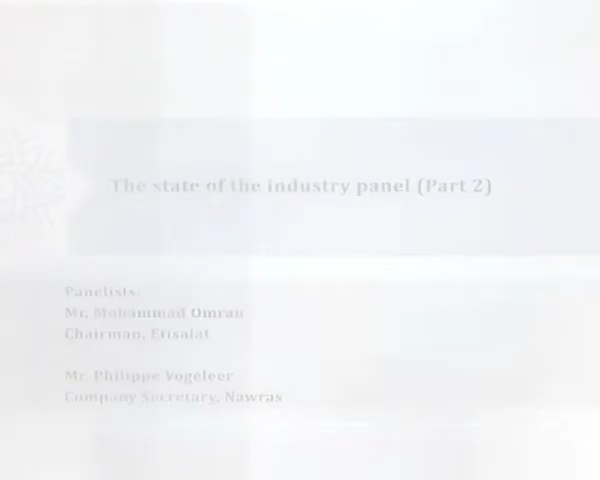 The state of the industry panel (Part 2)
Panelists:
Mr. Mohammad Omran
Chairman, Etisalat
Mr. Philippe Vogeleer
Company Secretary, Nawras